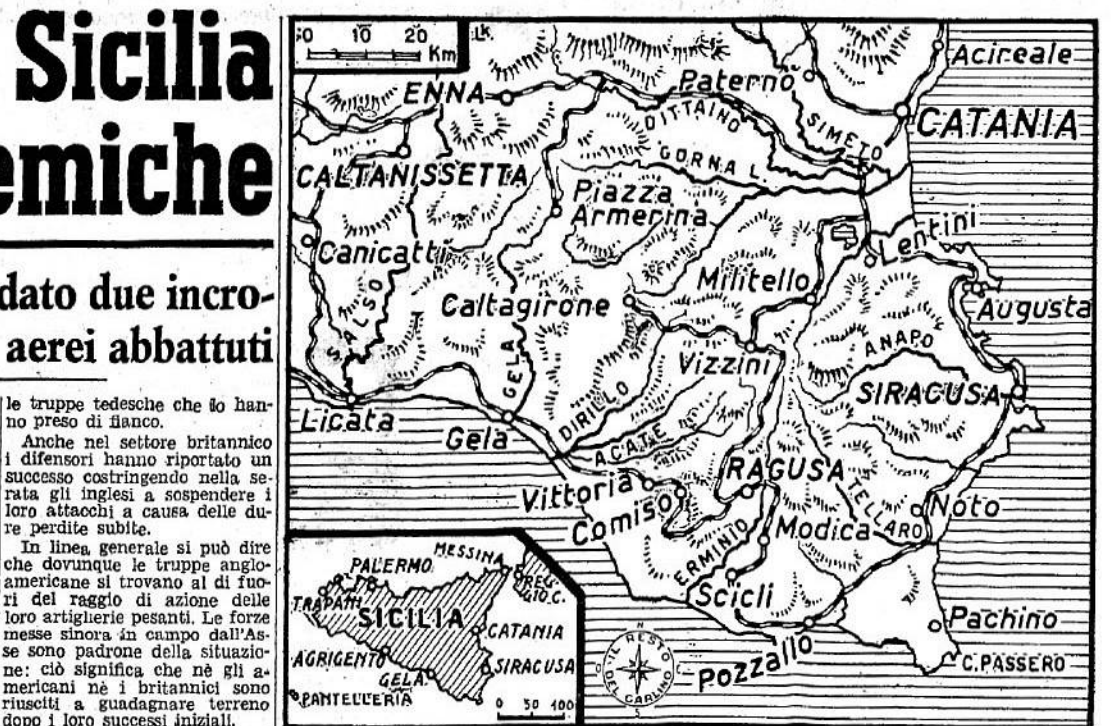 Sicilia
emiche
dato due incro-
aerei abbattuti
le truppe tedesche che lo han-
no preso di fianco.
Anche nel settore britannico
i difensori hanno riportato un
successo costringendo nella se-
rata gli inglesi a sospendere i
loro attacchi a causa delle du-
re perdite subite.
In linea generale si può dire
che dovunque le truppe anglo-
americane si trovano al di fuo-
ri del raggio di azione delle
loro artiglierie pesanti. Le forze
messe sinora in campo dall'As-
se sono padrone della situazio-
ne: ciò significa che nè gli a-
mericani nè i britannici sono
riusciti a guadagnare terreno
dopo i loro successi iniziali.
0 10 20
Km
Lk.
Acireale
Paternò
ENNA
CATANIA
DITTAINO
SIMETO
GORNA L.
CALTANISSETTA
Piazza
Armerina
Canicatti
Lentini
Militello
SALSO
Caltagirone
Augusta
ANAPO
Vizzini
GELA
SIRACUSA
DIRILLO
Licata
Gela
ACATE
RAGUSA
Vittoria
TELLARO
Noto
Comiso
Modica
ERMINIO
Scicli
Pachino
Pozzallo
C. PASSERO
MESSINA
PALERMO
REG-
GIO C.
TRAPANI
SICILIA
CATANIA
AGRIGENTO
SIRACUSA
GELA
PANTELLERIA
0 50 100
N
IL RESTO
DEL CARLINO
S